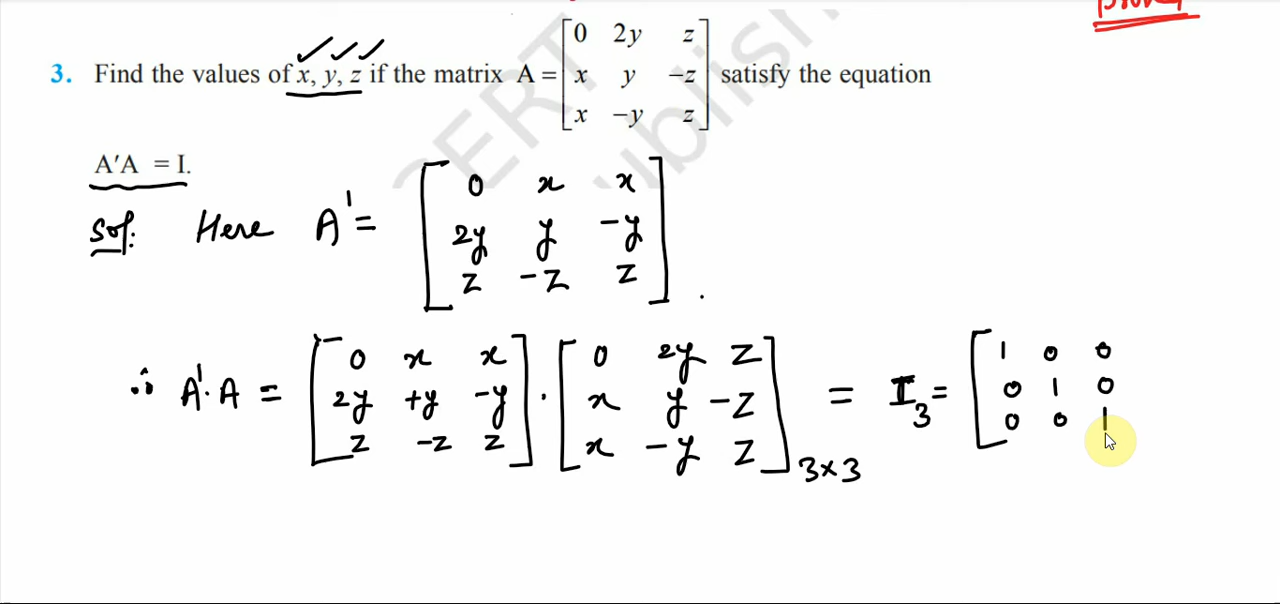 prove
3. Find the values of x, y, z if the matrix A = [0 2y z; x y −z; x −y z] satisfy the equation
A′A = I.
Sol. Here A' = [0 x x; 2y y -y; z -z z].
∴ A'.A = [0 x x; 2y +y -y; z -z z] . [0 2y z; x y -z; x -y z] 3×3 = I3 = [1 0 0; 0 1 0; 0 0 1